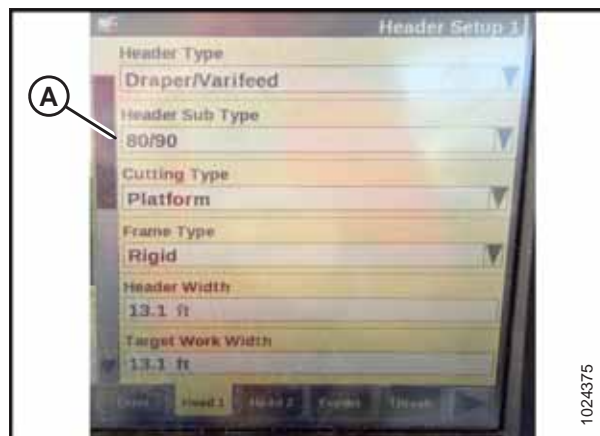 Header Setup 1
Header Type
Draper/Varifeed
A
Header Sub Type
80/90
Cutting Type
Platform
Frame Type
Rigid
Header Width
13.1 ft
Target Work Width
13.1 ft
Head 1
Head 2
1024375